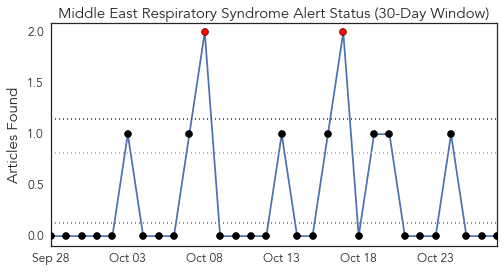 Middle East Respiratory Syndrome Alert Status (30-Day Window)
Articles Found
2.0
1.5
1.0
0.5
0.0
Sep 28 Oct 03 Oct 08 Oct 13 Oct 18 Oct 23